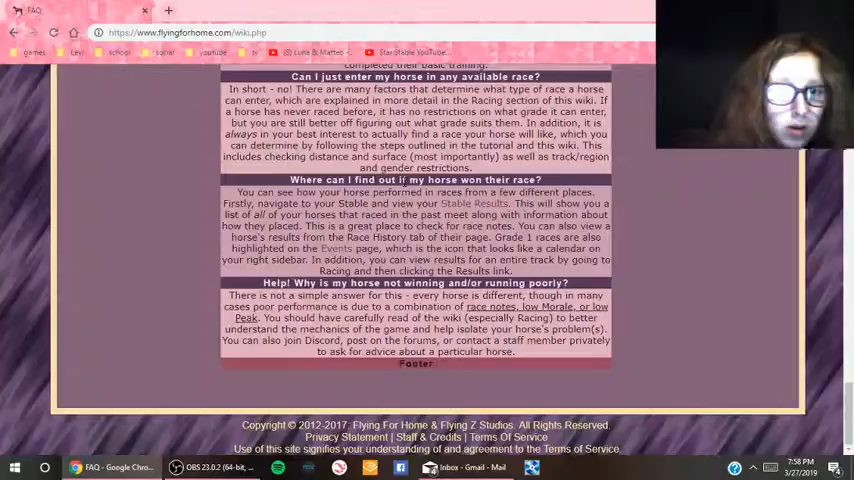 FAQ
https://www.flyingforhome.com/wiki.php
games Levi school social youtube tv (8) Luna & Matteo - Star Stable YouTube...
completed their basic training.
Can I just enter my horse in any available race?
In short - no! There are many factors that determine what type of race a horse
can enter, which are explained in more detail in the Racing section of this wiki. If
a horse has never raced before, it has no restrictions on what grade it can enter,
but you are still better off figuring out what grade suits them. In addition, it is
always in your best interest to actually find a race your horse will like, which you
can determine by following the steps outlined in the tutorial and this wiki. This
includes checking distance and surface (most importantly) as well as track/region
and gender restrictions.
Where can I find out if my horse won their race?
You can see how your horse performed in races from a few different places.
Firstly, navigate to your Stable and view your Stable Results. This will show you a
list of all of your horses that raced in the past meet along with information about
how they placed. This is a great place to check for race notes. You can also view a
horse's results from the Race History tab of their page. Grade 1 races are also
highlighted on the Events page, which is the icon that looks like a calendar on
your right sidebar. In addition, you can view results for an entire track by going to
Racing and then clicking the Results link.
Help! Why is my horse not winning and/or running poorly?
There is not a simple answer for this - every horse is different, though in many
cases poor performance is due to a combination of race notes, low Morale, or low
Peak. You should have carefully read of the wiki (especially Racing) to better
understand the mechanics of the game and help isolate your horse's problem(s).
You can also join Discord, post on the forums, or contact a staff member privately
to ask for advice about a particular horse.
Footer
Copyright © 2012-2017, Flying For Home & Flying Z Studios. All Rights Reserved.
Privacy Statement | Staff & Credits | Terms Of Service
Use of this site signifies your understanding of and agreement to the Terms of Service.
FAQ - Google Chro... OBS 23.0.2 (64-bit, ... Inbox - Gmail - Mail
7:58 PM
3/27/2019
4